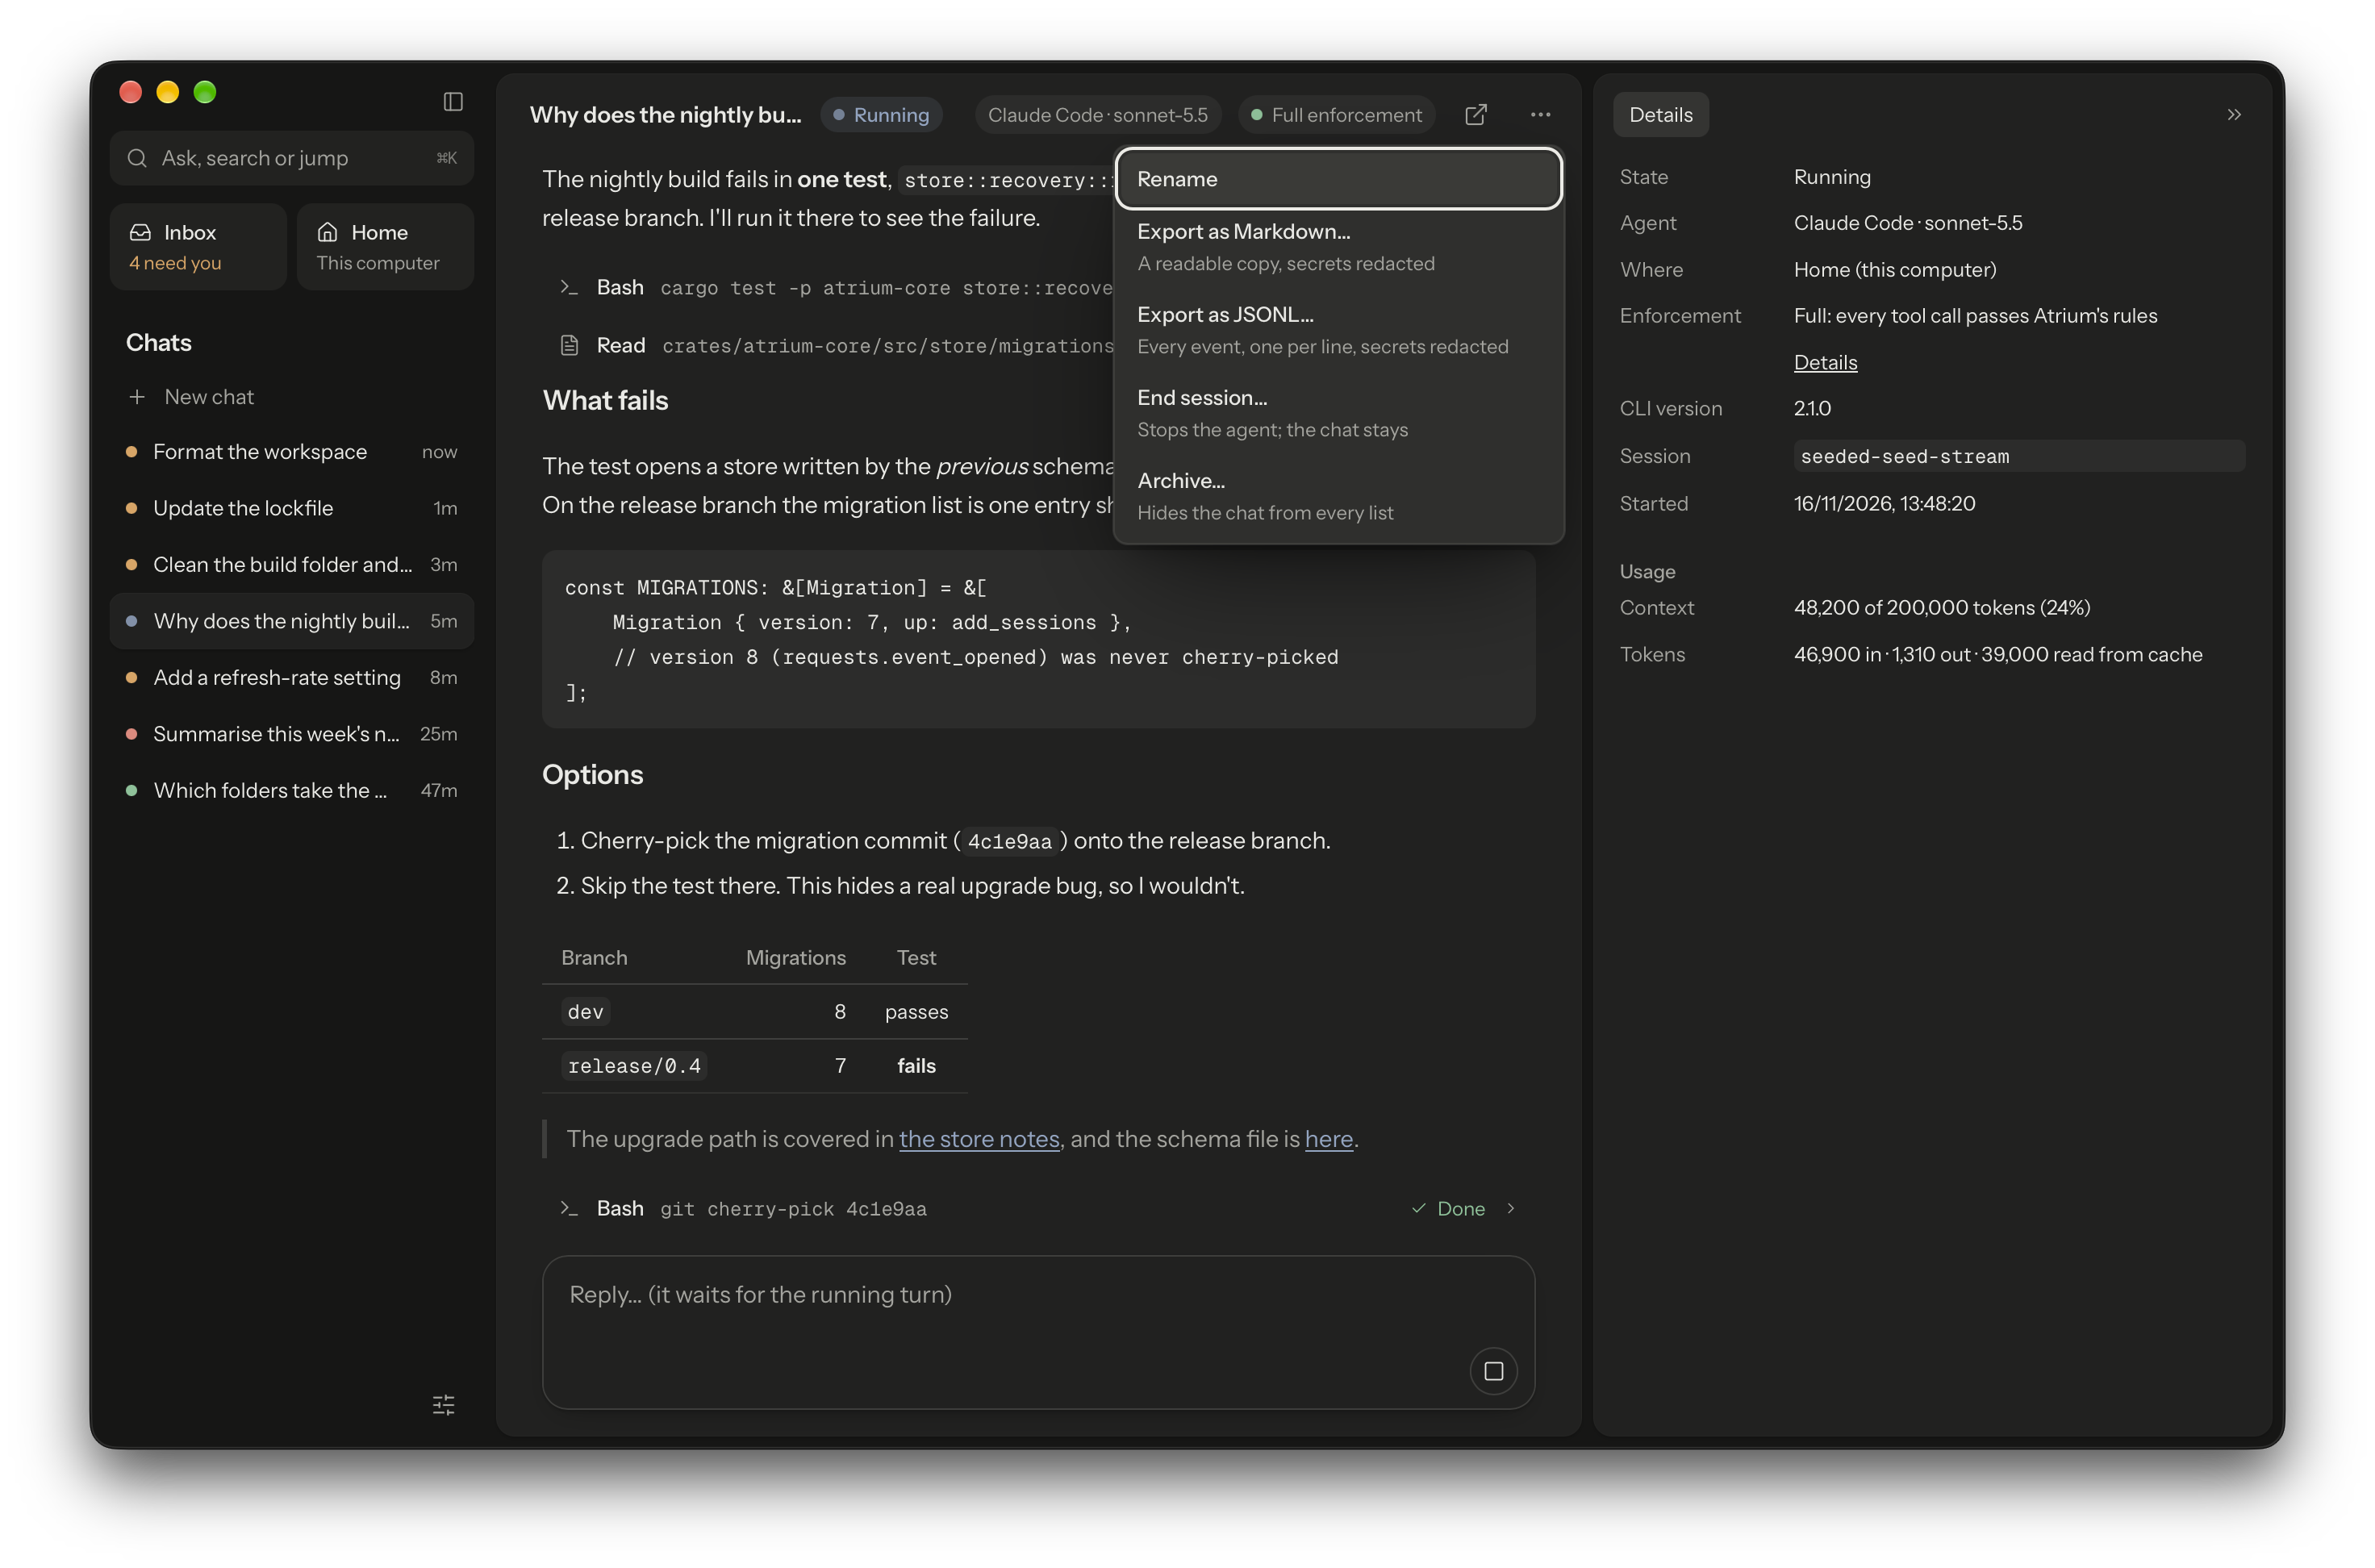 Ask, search or jump ⌘K
Inbox
4 need you
Home
This computer
Chats
New chat
Format the workspace now
Update the lockfile 1m
Clean the build folder and... 3m
Why does the nightly buil... 5m
Add a refresh-rate setting 8m
Summarise this week's n... 25m
Which folders take the ... 47m
Why does the nightly bu... Running Claude Code · sonnet-5.5 Full enforcement
The nightly build fails in one test, store::recovery::
release branch. I'll run it there to see the failure.
Bash cargo test -p atrium-core store::recove
Read crates/atrium-core/src/store/migrations
Rename
Export as Markdown...
A readable copy, secrets redacted
Export as JSONL...
Every event, one per line, secrets redacted
End session...
Stops the agent; the chat stays
Archive...
Hides the chat from every list
What fails
The test opens a store written by the previous schema
On the release branch the migration list is one entry sh
const MIGRATIONS: &[Migration] = &[
Migration { version: 7, up: add_sessions },
// version 8 (requests.event_opened) was never cherry-picked
];
Options
1. Cherry-pick the migration commit (4c1e9aa) onto the release branch.
2. Skip the test there. This hides a real upgrade bug, so I wouldn't.
Branch Migrations Test
dev 8 passes
release/0.4 7 fails
The upgrade path is covered in the store notes, and the schema file is here.
Bash git cherry-pick 4c1e9aa Done
Reply... (it waits for the running turn)
Details
State Running
Agent Claude Code · sonnet-5.5
Where Home (this computer)
Enforcement Full: every tool call passes Atrium's rules
Details
CLI version 2.1.0
Session seeded-seed-stream
Started 16/11/2026, 13:48:20
Usage
Context 48,200 of 200,000 tokens (24%)
Tokens 46,900 in · 1,310 out · 39,000 read from cache